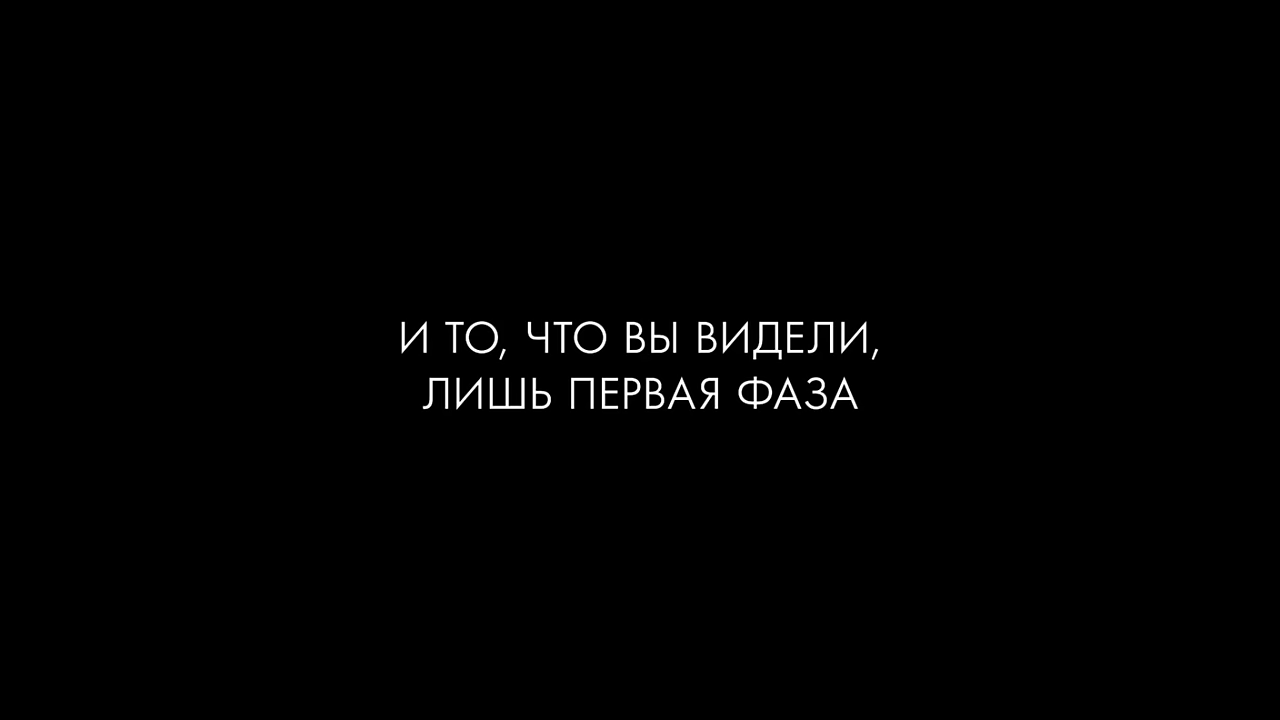 И ТО, ЧТО ВЫ ВИДЕЛИ,
ЛИШЬ ПЕРВАЯ ФАЗА